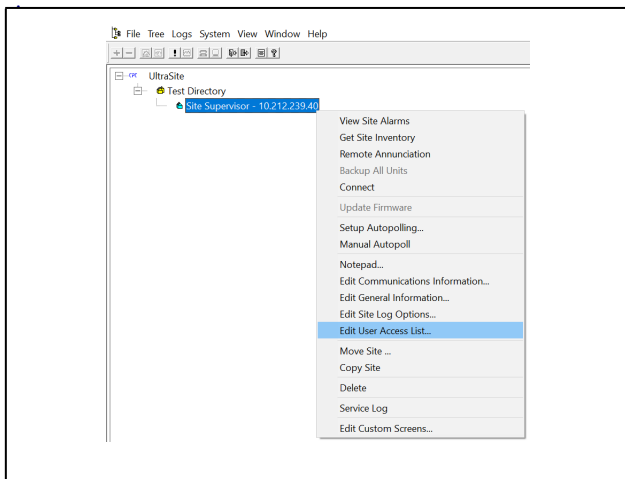 File Tree Logs System View Window Help
CPC UltraSite
Test Directory
Site Supervisor - 10.212.239.40
View Site Alarms
Get Site Inventory
Remote Annunciation
Backup All Units
Connect
Update Firmware
Setup Autopolling...
Manual Autopoll
Notepad...
Edit Communications Information...
Edit General Information...
Edit Site Log Options...
Edit User Access List...
Move Site ...
Copy Site
Delete
Service Log
Edit Custom Screens...